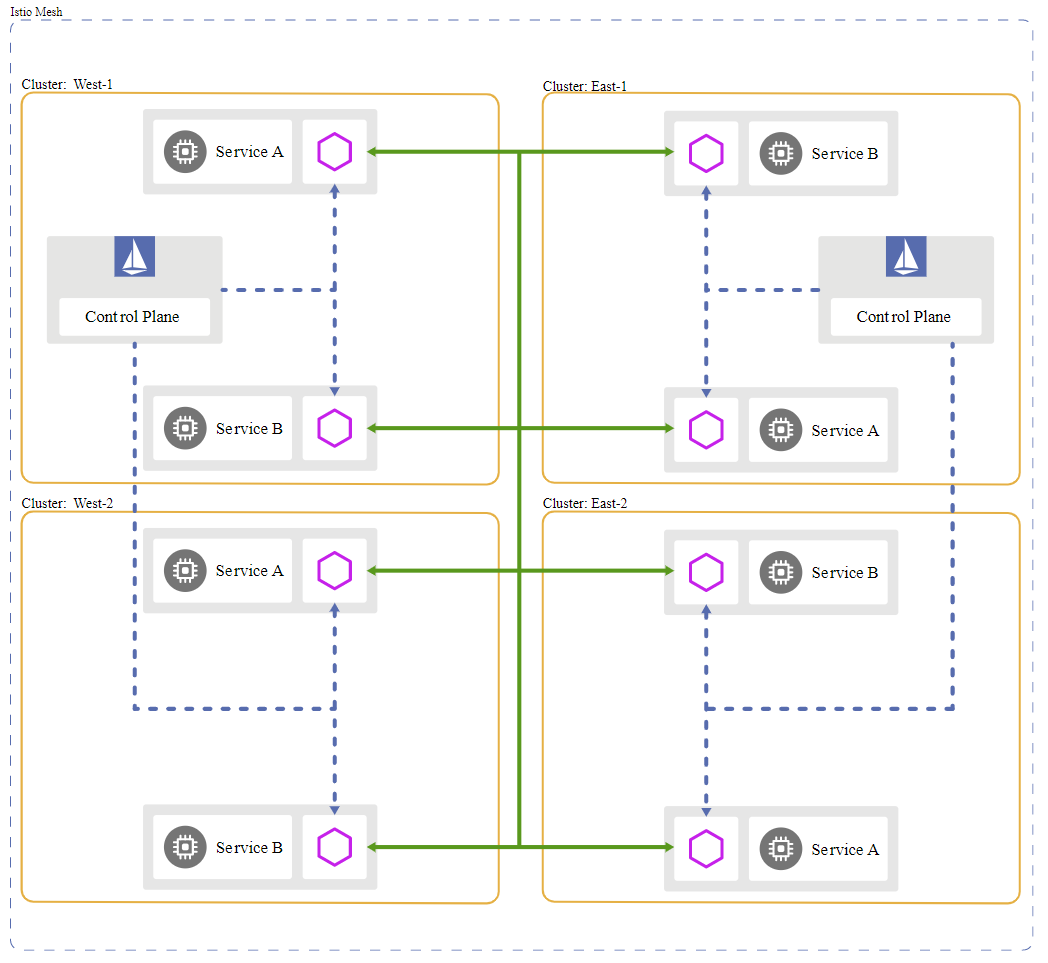 Istio Mesh
Cluster:  West-1
Service A
Control Plane
Service B
Cluster: East-1
Service B
Control Plane
Service A
Cluster:  West-2
Service A
Service B
Cluster: East-2
Service B
Service A